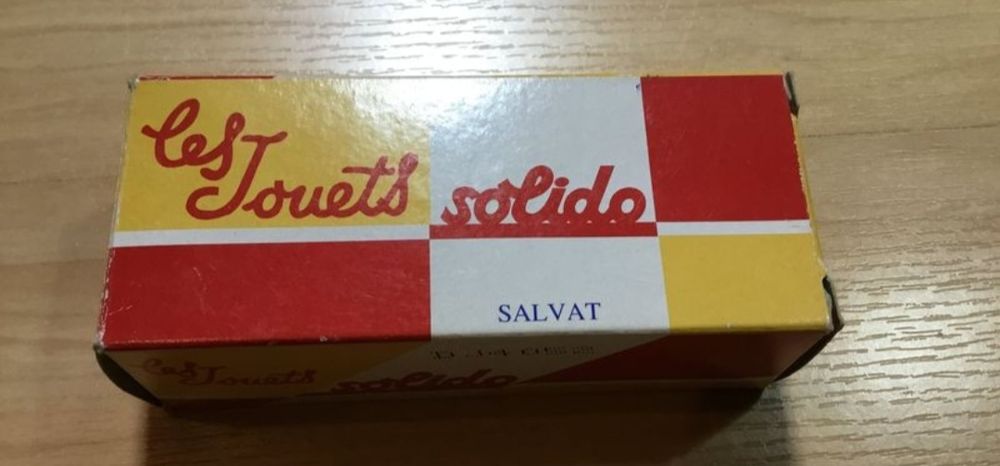 les Jouets
solido
SALVAT
les Jouets solido